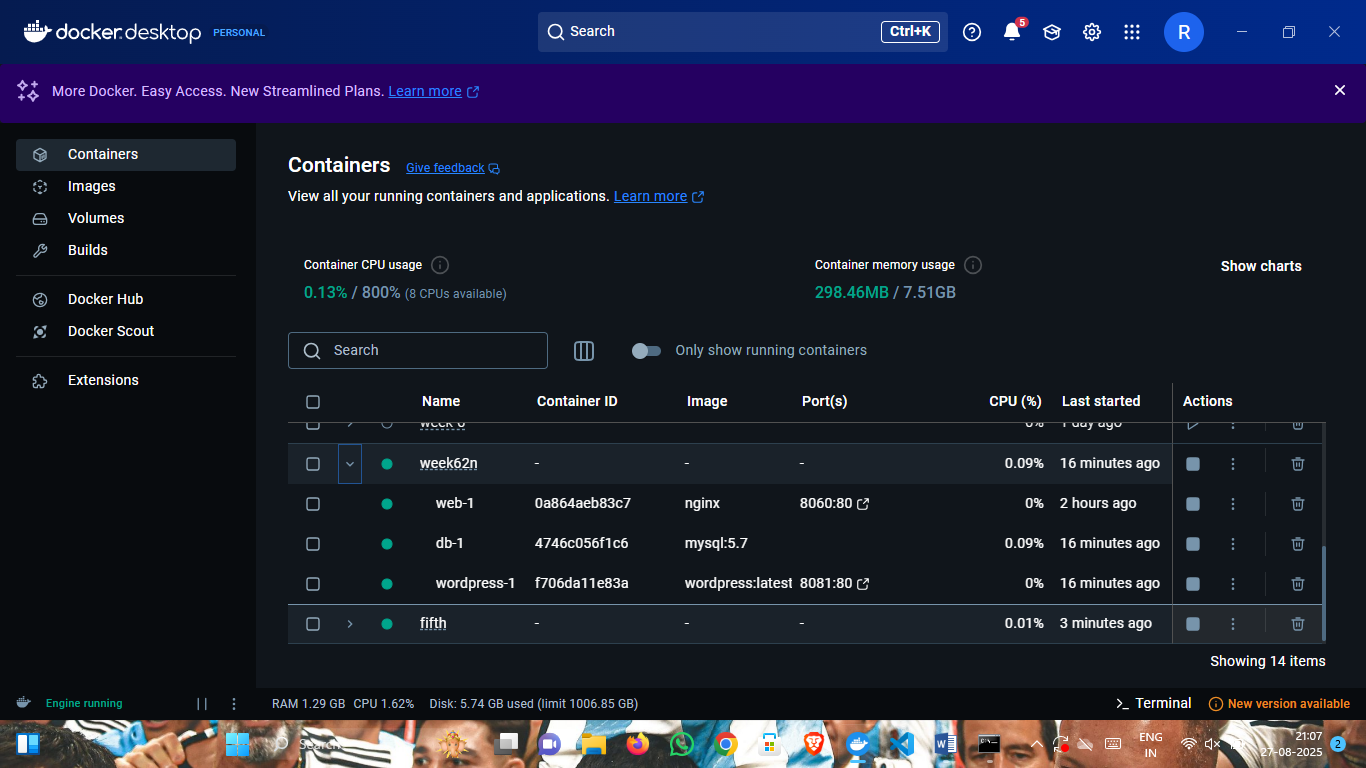 docker.desktop PERSONAL
Search Ctrl+K
5
R
More Docker. Easy Access. New Streamlined Plans. Learn more
Containers
Images
Volumes
Builds
Docker Hub
Docker Scout
Extensions
Containers Give feedback
View all your running containers and applications. Learn more
Container CPU usage
0.13% / 800% (8 CPUs available)
Container memory usage
298.46MB / 7.51GB
Show charts
Search
Only show running containers
Name Container ID Image Port(s) CPU (%) Last started Actions
week 6 0% 1 day ago
week62n - - - 0.09% 16 minutes ago
web-1 0a864aeb83c7 nginx 8060:80 0% 2 hours ago
db-1 4746c056f1c6 mysql:5.7 0.09% 16 minutes ago
wordpress-1 f706da11e83a wordpress:latest 8081:80 0% 16 minutes ago
fifth - - - 0.01% 3 minutes ago
Showing 14 items
Engine running
RAM 1.29 GB CPU 1.62% Disk: 5.74 GB used (limit 1006.85 GB)
Terminal
New version available
Search
ENG
IN
21:07
27-08-2025
2